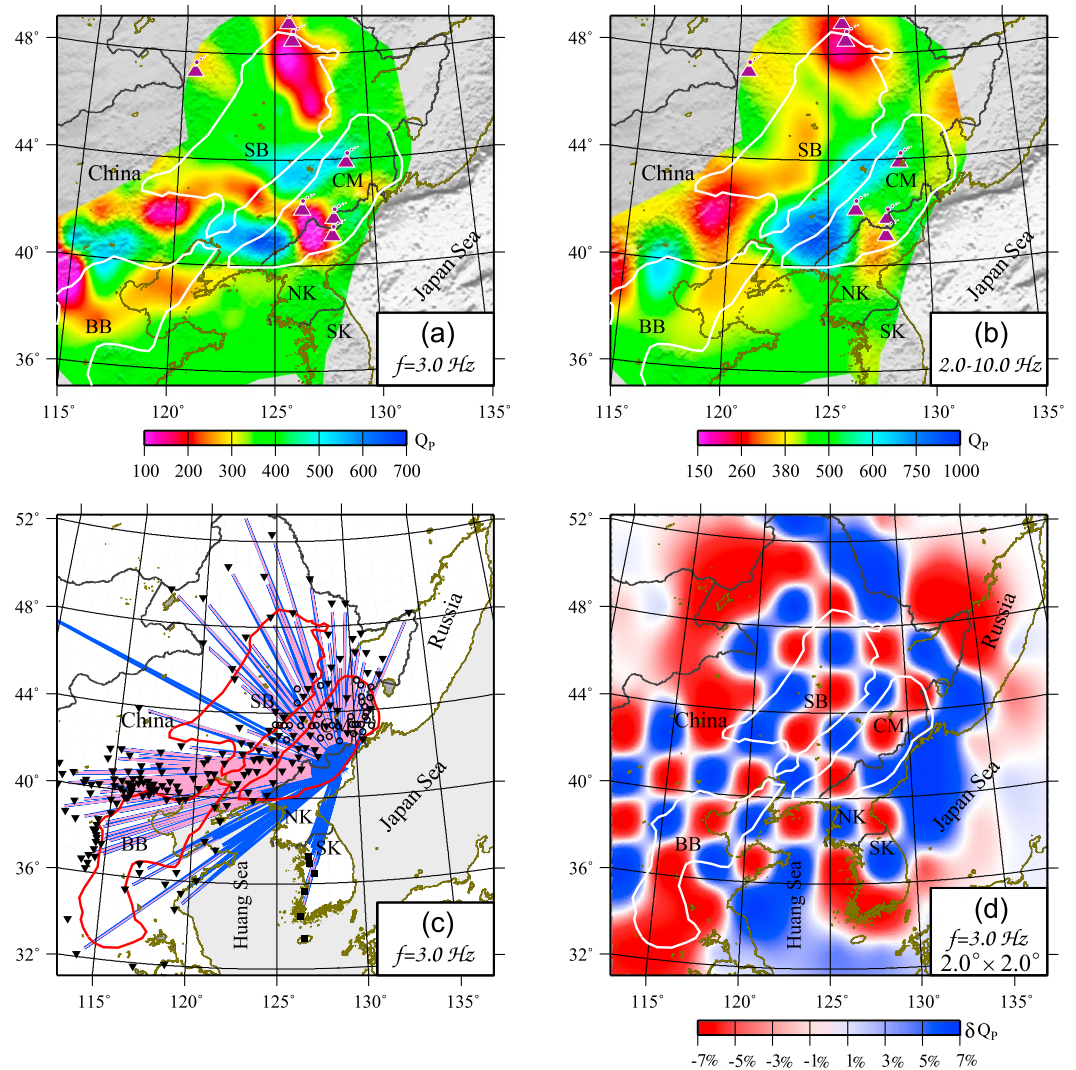 48°
44°
40°
36°
China
SB
CM
NK
SK
BB
Japan Sea
(a)
f=3.0 Hz
115° 120° 125° 130° 135°
Q_P
100 200 300 400 500 600 700
48°
44°
40°
36°
China
SB
CM
NK
SK
BB
Japan Sea
(b)
2.0-10.0 Hz
115° 120° 125° 130° 135°
Q_P
150 260 380 500 600 750 1000
52°
48°
44°
40°
36°
32°
Russia
China
SB
BB
NK
SK
Japan Sea
Huang Sea
(c)
f=3.0 Hz
115° 120° 125° 130°
52°
48°
44°
40°
36°
32°
Russia
China
SB
CM
BB
NK
SK
Japan Sea
Huang Sea
(d)
f=3.0 Hz
2.0°×2.0°
115° 120° 125° 130° 135°
δQ_P
-7% -5% -3% -1% 1% 3% 5% 7%